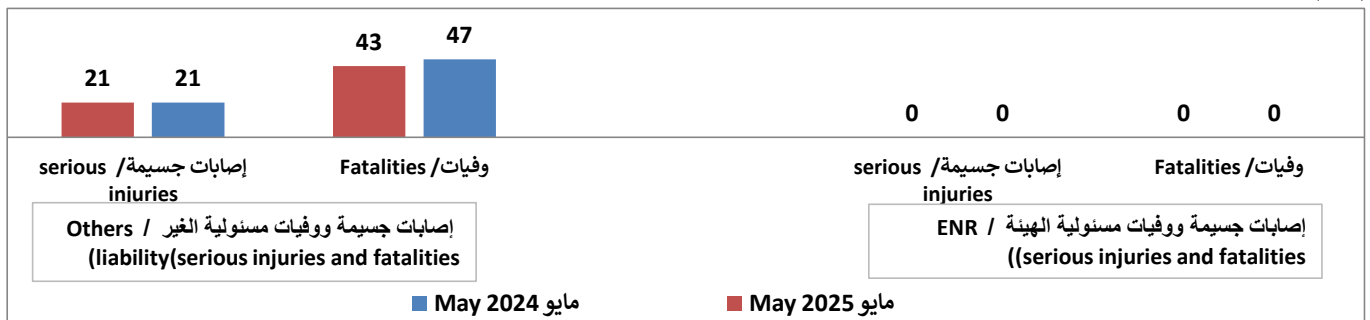 21 21 43 47 0 0 0 0
إصابات جسيمة/ serious
injuries
وفيات/ Fatalities
إصابات جسيمة/ serious
injuries
وفيات/ Fatalities
إصابات جسيمة ووفيات مسئولية الغير / Others
(liability(serious injuries and fatalities
إصابات جسيمة ووفيات مسئولية الهيئة / ENR
((serious injuries and fatalities
May 2024 مايو
May 2025 مايو